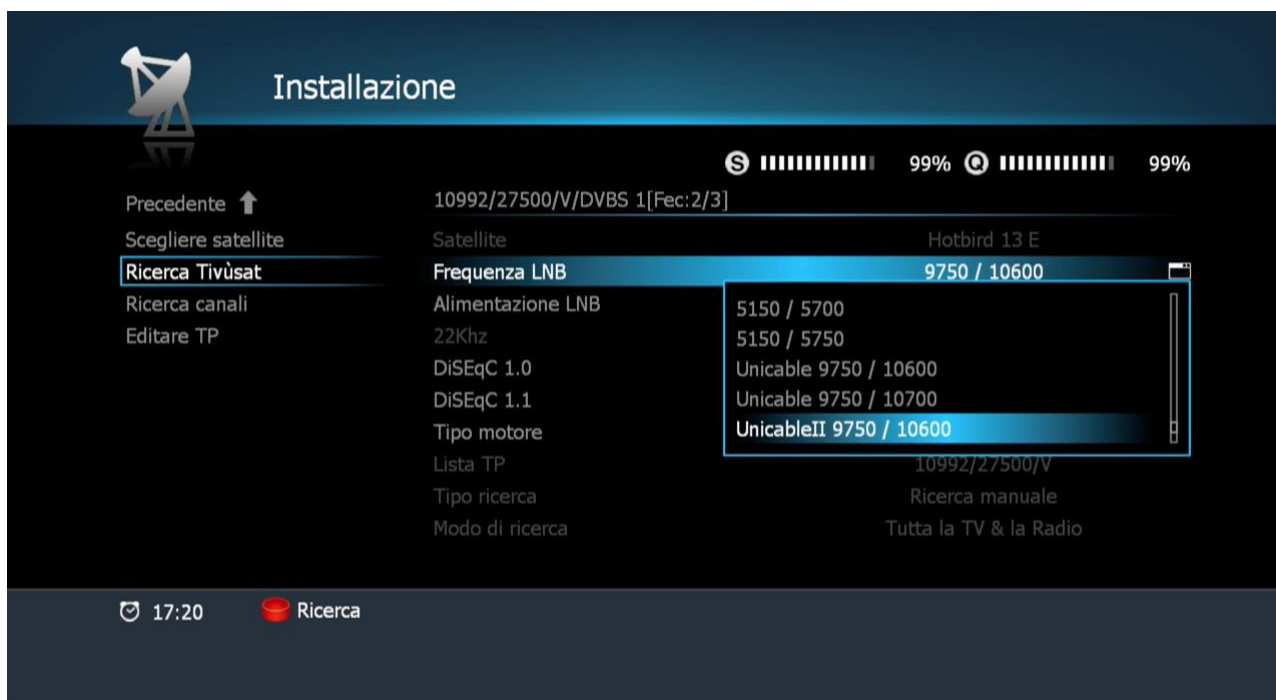 Installazione
S 99% Q 99%
Precedente
10992/27500/V/DVBS 1[Fec:2/3]
Scegliere satellite
Satellite Hotbird 13 E
Ricerca Tivùsat
Frequenza LNB 9750 / 10600
Ricerca canali
Alimentazione LNB
5150 / 5700
Editare TP
22Khz
5150 / 5750
DiSEqC 1.0
Unicable 9750 / 10600
DiSEqC 1.1
Unicable 9750 / 10700
Tipo motore
UnicableII 9750 / 10600
Lista TP 10992/27500/V
Tipo ricerca Ricerca manuale
Modo di ricerca Tutta la TV & la Radio
17:20 Ricerca